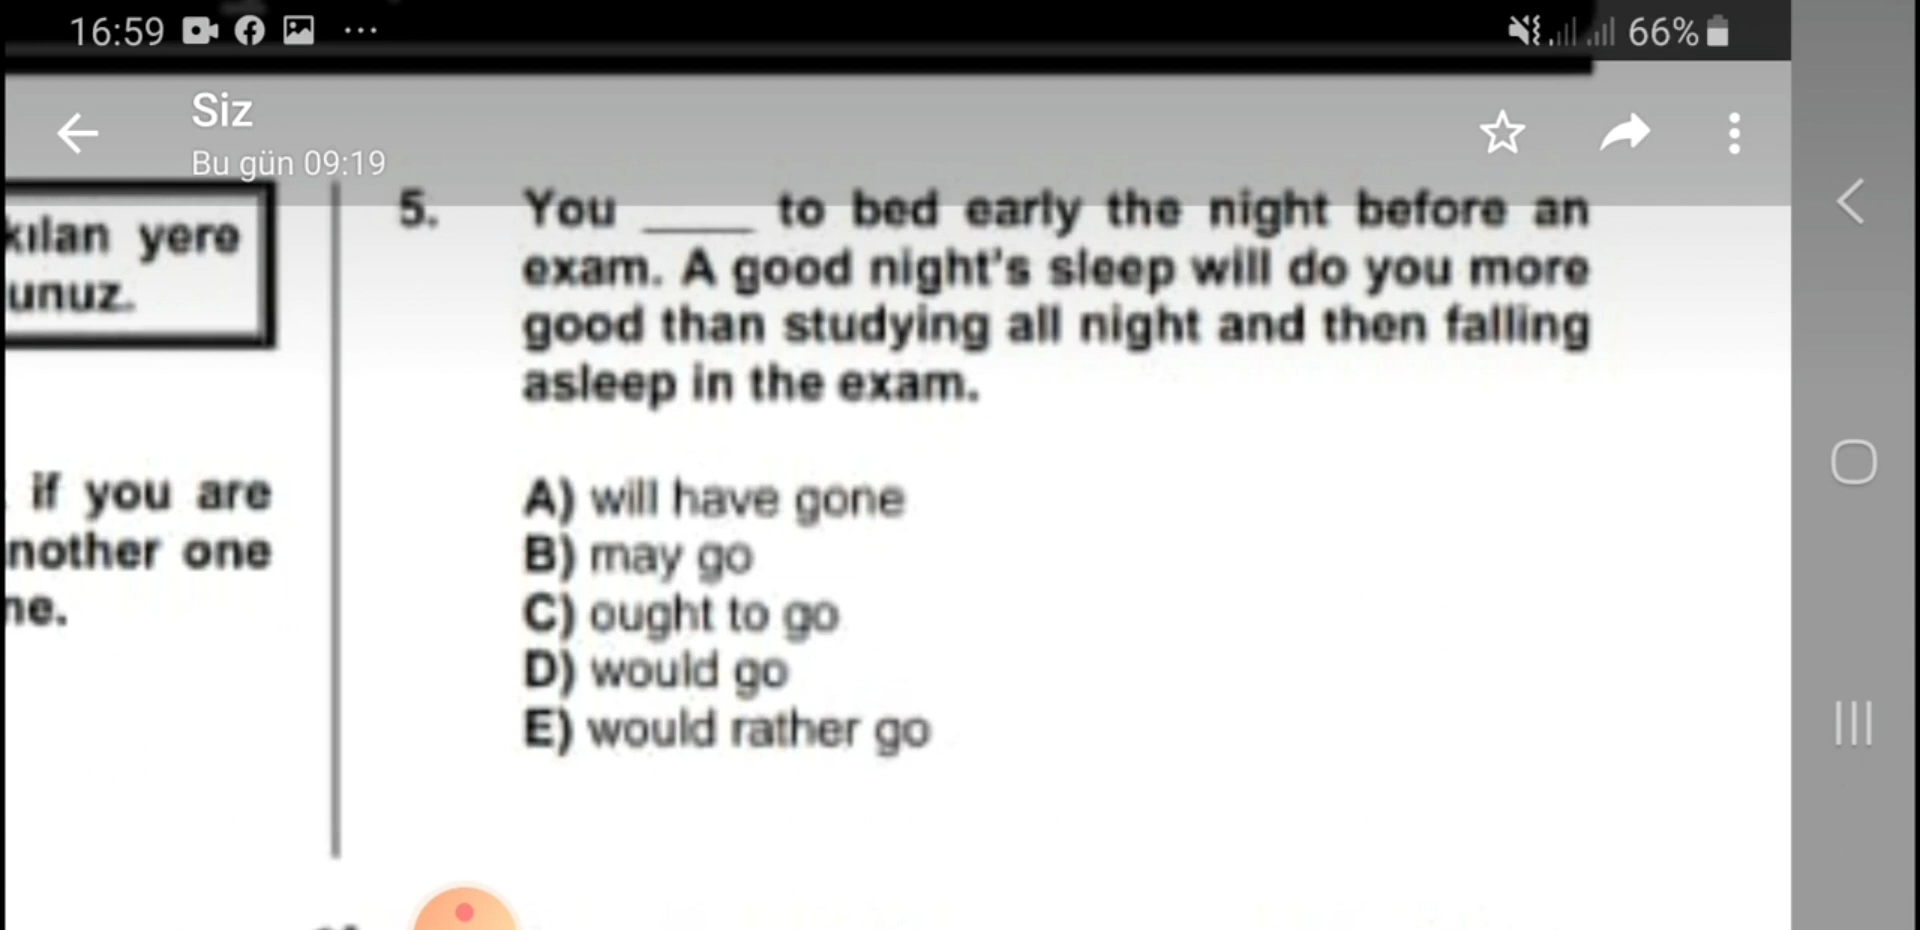 16:59 ... 66%
Siz
Bu gün 09:19
kılan yere
unuz.
if you are
nother one
ne.
5. You ____ to bed early the night before an
exam. A good night's sleep will do you more
good than studying all night and then falling
asleep in the exam.
A) will have gone
B) may go
C) ought to go
D) would go
E) would rather go